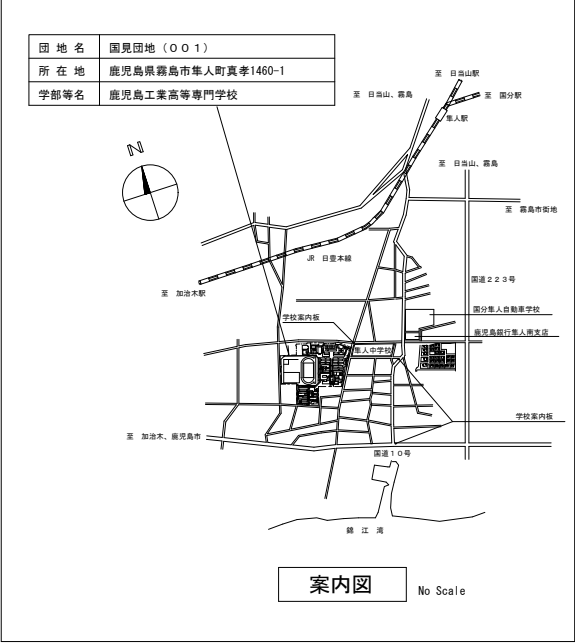 団 地 名 国見団地（００１）
所 在 地 鹿児島県霧島市隼人町真孝1460-1
学部等名 鹿児島工業高等専門学校
至 日当山駅
至 日当山、霧島
至 国分駅
隼人駅
N
至 日当山、霧島
至 霧島市街地
JR 日豊本線
国道２２３号
至 加治木駅
国分隼人自動車学校
学校案内板
鹿児島銀行隼人南支店
隼人中学校
学校案内板
至 加治木、鹿児島市
国道１０号
錦 江 湾
案内図
No Scale